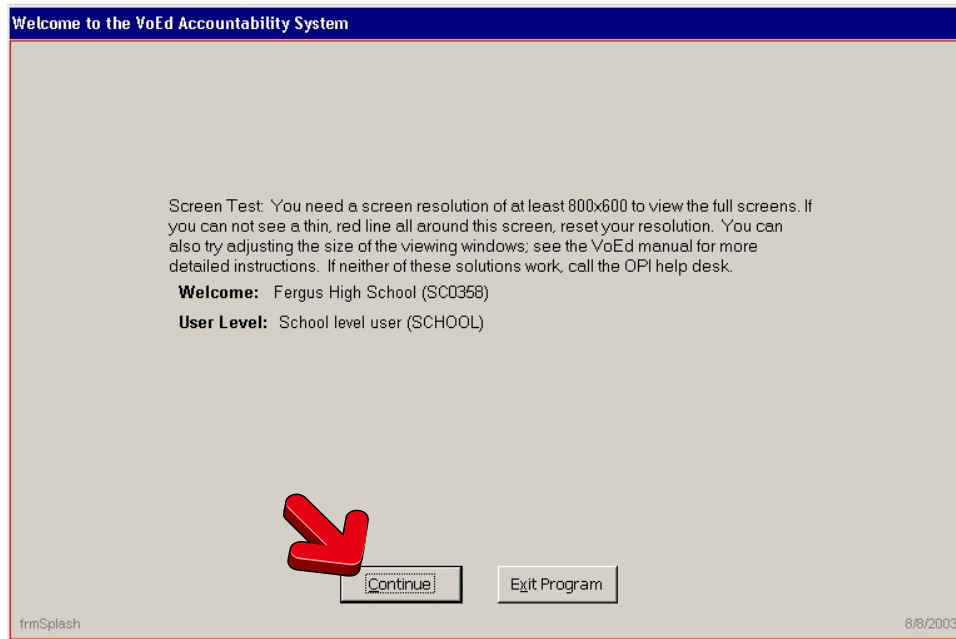 Welcome to the VoEd Accountability System
Screen Test: You need a screen resolution of at least 800x600 to view the full screens. If
you can not see a thin, red line all around this screen, reset your resolution. You can
also try adjusting the size of the viewing windows; see the VoEd manual for more
detailed instructions. If neither of these solutions work, call the OPI help desk.
Welcome: Fergus High School (SC0358)
User Level: School level user (SCHOOL)
Continue Exit Program
frmSplash 8/8/2003